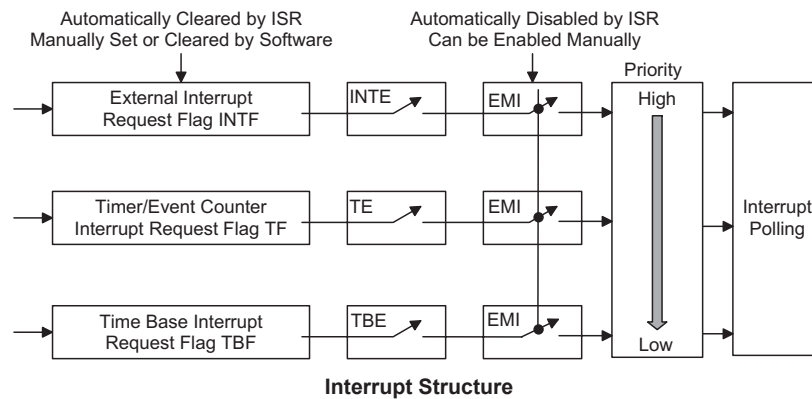 Automatically Cleared by ISR
Manually Set or Cleared by Software
Automatically Disabled by ISR
Can be Enabled Manually
Priority
External Interrupt
Request Flag INTF
INTE
EMI
High
Timer/Event Counter
Interrupt Request Flag TF
TE
EMI
Interrupt
Polling
Time Base Interrupt
Request Flag TBF
TBE
EMI
Low
Interrupt Structure